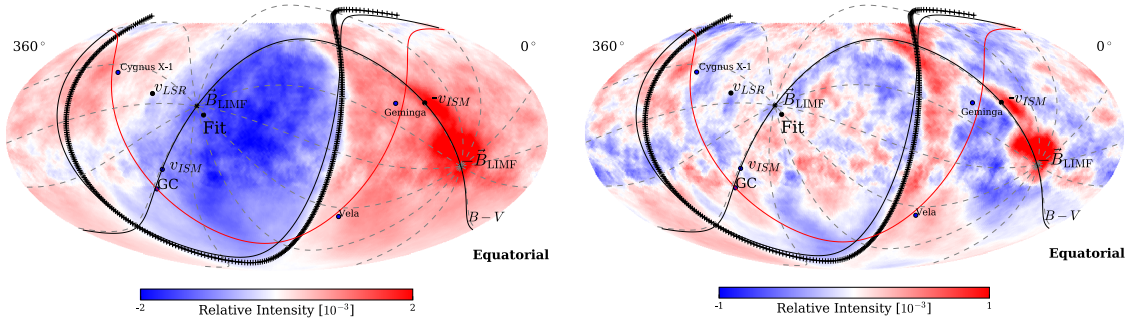 360°
0°
Cygnus X-1
v_LSR
B⃗_LIMF
Fit
-v_ISM
Geminga
-B⃗_LIMF
v_ISM
GC
Vela
B − V
Equatorial
-2
2
Relative Intensity [10⁻³]
360°
0°
Cygnus X-1
v_LSR
B⃗_LIMF
Fit
-v_ISM
Geminga
-B⃗_LIMF
v_ISM
GC
Vela
B − V
Equatorial
-1
1
Relative Intensity [10⁻³]